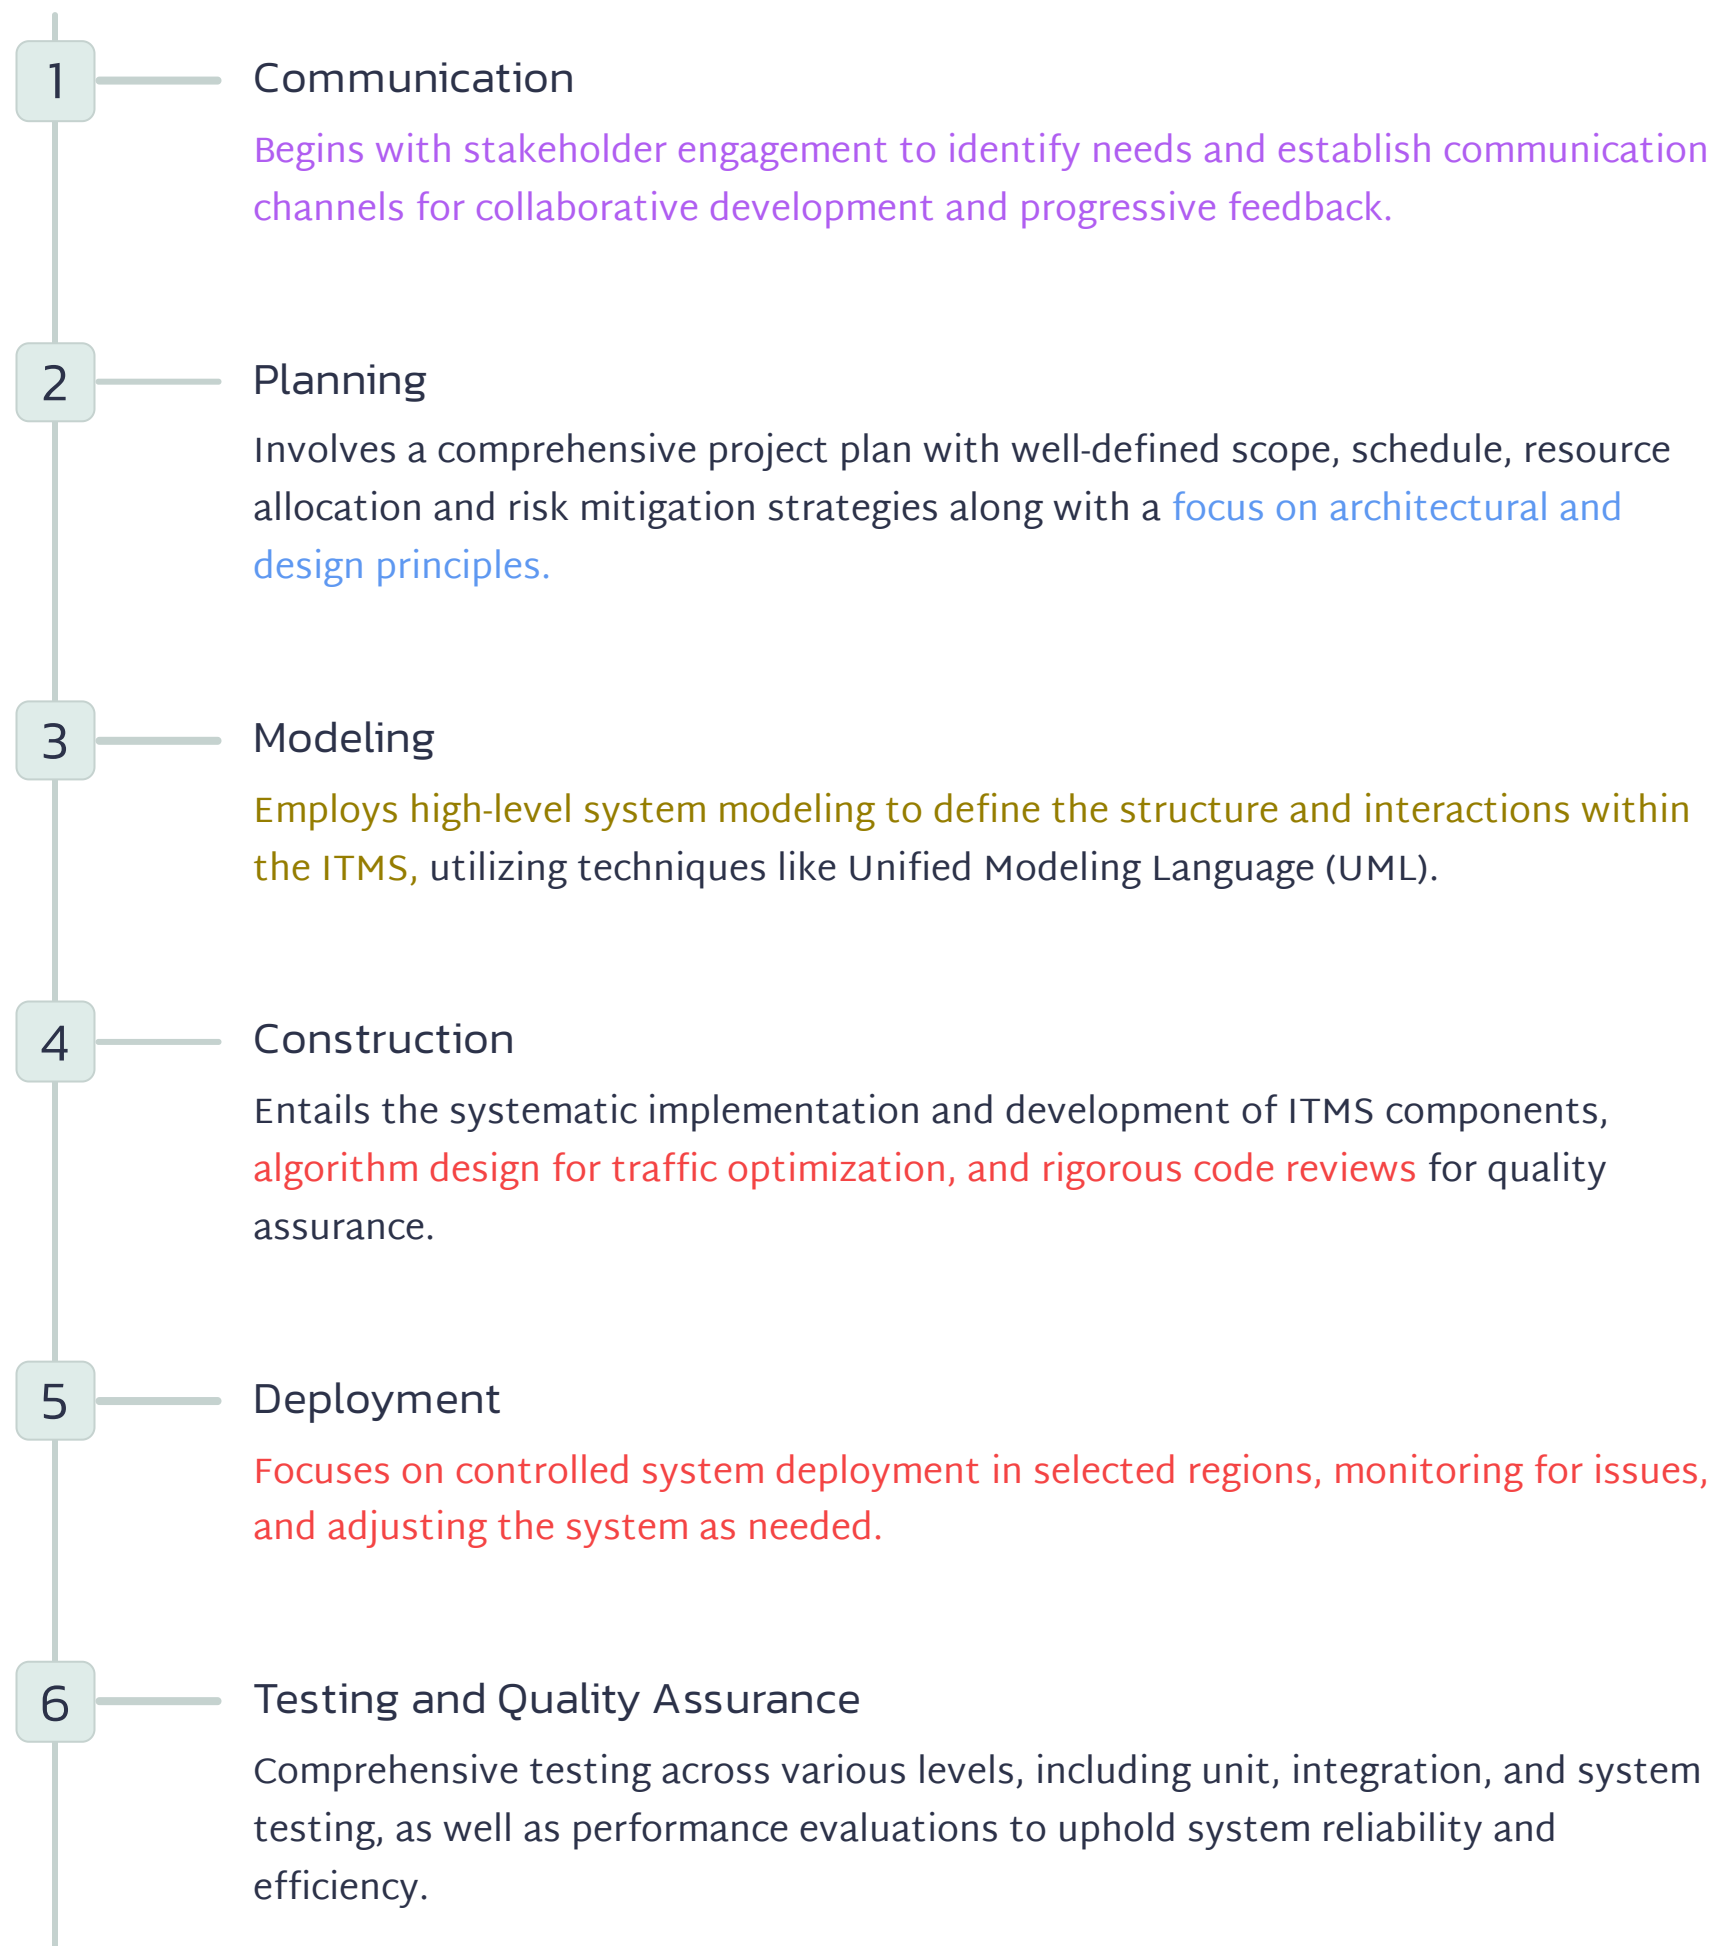 1
Communication
Begins with stakeholder engagement to identify needs and establish communication
channels for collaborative development and progressive feedback.
2
Planning
Involves a comprehensive project plan with well-defined scope, schedule, resource
allocation and risk mitigation strategies along with a focus on architectural and
design principles.
3
Modeling
Employs high-level system modeling to define the structure and interactions within
the ITMS, utilizing techniques like Unified Modeling Language (UML).
4
Construction
Entails the systematic implementation and development of ITMS components,
algorithm design for traffic optimization, and rigorous code reviews for quality
assurance.
5
Deployment
Focuses on controlled system deployment in selected regions, monitoring for issues,
and adjusting the system as needed.
6
Testing and Quality Assurance
Comprehensive testing across various levels, including unit, integration, and system
testing, as well as performance evaluations to uphold system reliability and
efficiency.